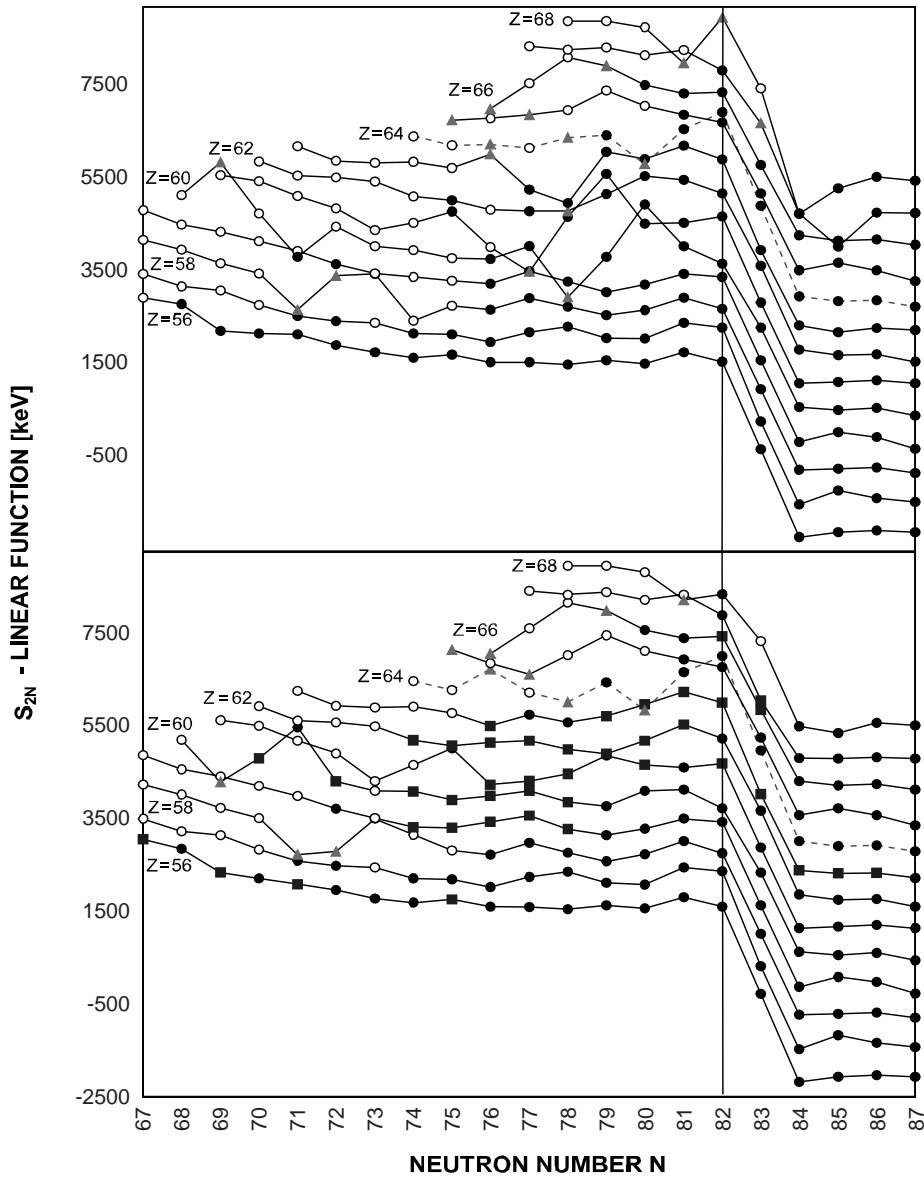 Z=68
7500
Z=66
Z=64
Z=62
5500
Z=60
3500
Z=58
Z=56
1500
-500
S2N - LINEAR FUNCTION [keV]
Z=68
7500
Z=66
Z=64
Z=62
5500
Z=60
3500
Z=58
Z=56
1500
-500
-2500
67 68 69 70 71 72 73 74 75 76 77 78 79 80 81 82 83 84 85 86 87
NEUTRON NUMBER N